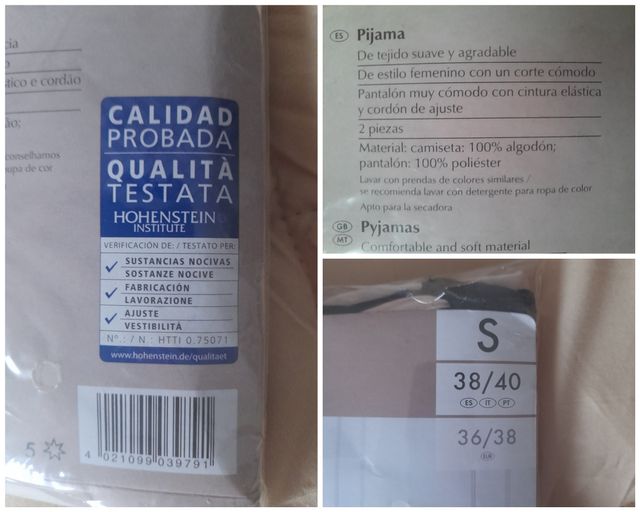 cia
o
stico e cordão
ão;
conselhamos
oupa de cor
CALIDAD
PROBADA
QUALITÀ
TESTATA
HOHENSTEIN
INSTITUTE
VERIFICACIÓN DE: / TESTATO PER:
SUSTANCIAS NOCIVAS
SOSTANZE NOCIVE
FABRICACIÓN
LAVORAZIONE
AJUSTE
VESTIBILITÀ
Nº.: / N.: HTTI 0.75071
www.hohenstein.de/qualitaet
5
4 021099 039791
ES Pijama
De tejido suave y agradable
De estilo femenino con un corte cómodo
Pantalón muy cómodo con cintura elástica
y cordón de ajuste
2 piezas
Material: camiseta: 100% algodón;
pantalón: 100% poliéster
Lavar con prendas de colores similares /
se recomienda lavar con detergente para ropa de color
Apto para la secadora
GB Pyjamas
MT Comfortable and soft material
S
38/40
ES IT PT
36/38
EUR